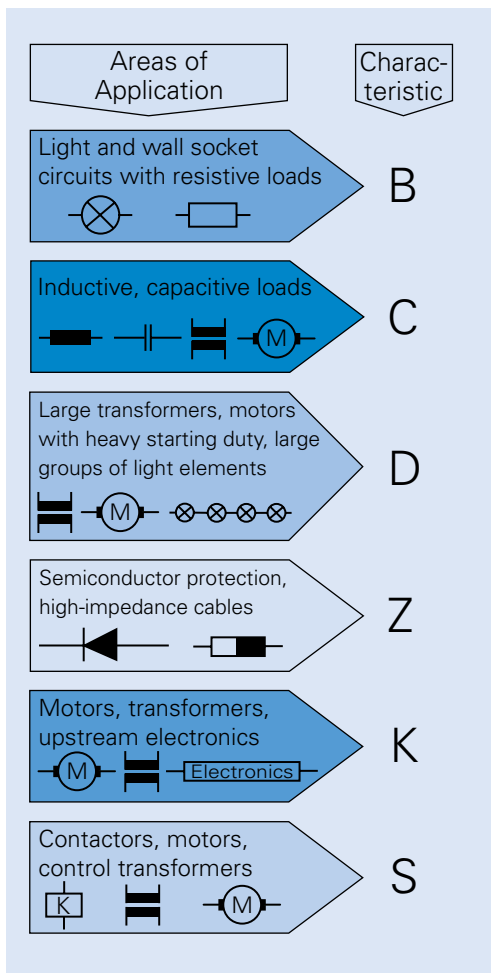 Areas of
Application
Charac-
teristic
Light and wall socket
circuits with resistive loads
B
Inductive, capacitive loads
M
C
Large transformers, motors
with heavy starting duty, large
groups of light elements
M
D
Semiconductor protection,
high-impedance cables
Z
Motors, transformers,
upstream electronics
M
Electronics
K
Contactors, motors,
control transformers
K
M
S